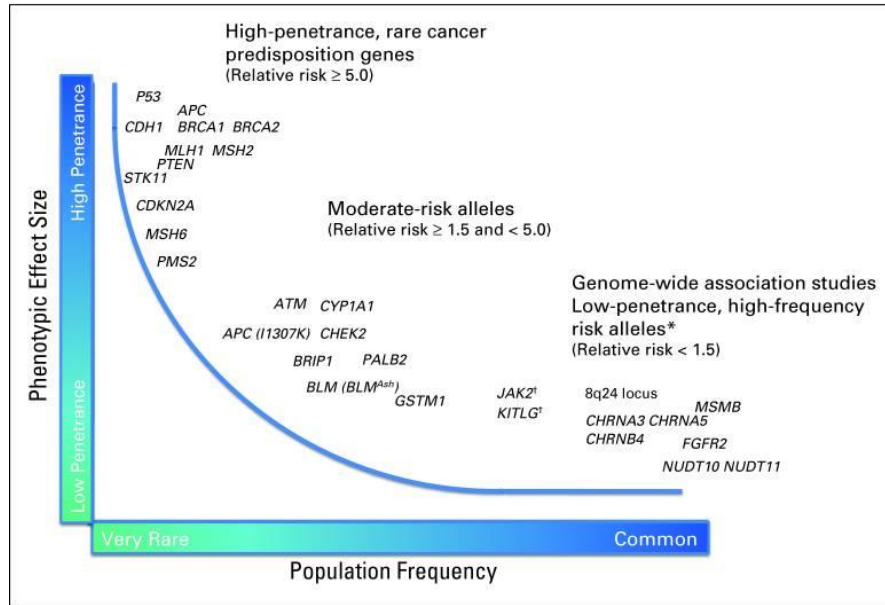 High-penetrance, rare cancer
predisposition genes
(Relative risk ≥ 5.0)
P53
APC
CDH1 BRCA1 BRCA2
MLH1 MSH2
PTEN
STK11
CDKN2A
MSH6
PMS2
Moderate-risk alleles
(Relative risk ≥ 1.5 and < 5.0)
ATM CYP1A1
APC (I1307K) CHEK2
BRIP1 PALB2
BLM (BLMᴬˢʰ)
GSTM1
Genome-wide association studies
Low-penetrance, high-frequency
risk alleles*
(Relative risk < 1.5)
JAK2†
KITLG†
8q24 locus
MSMB
CHRNA3 CHRNA5
CHRNB4 FGFR2
NUDT10 NUDT11
Phenotypic Effect Size
High Penetrance
Low Penetrance
Very Rare
Common
Population Frequency